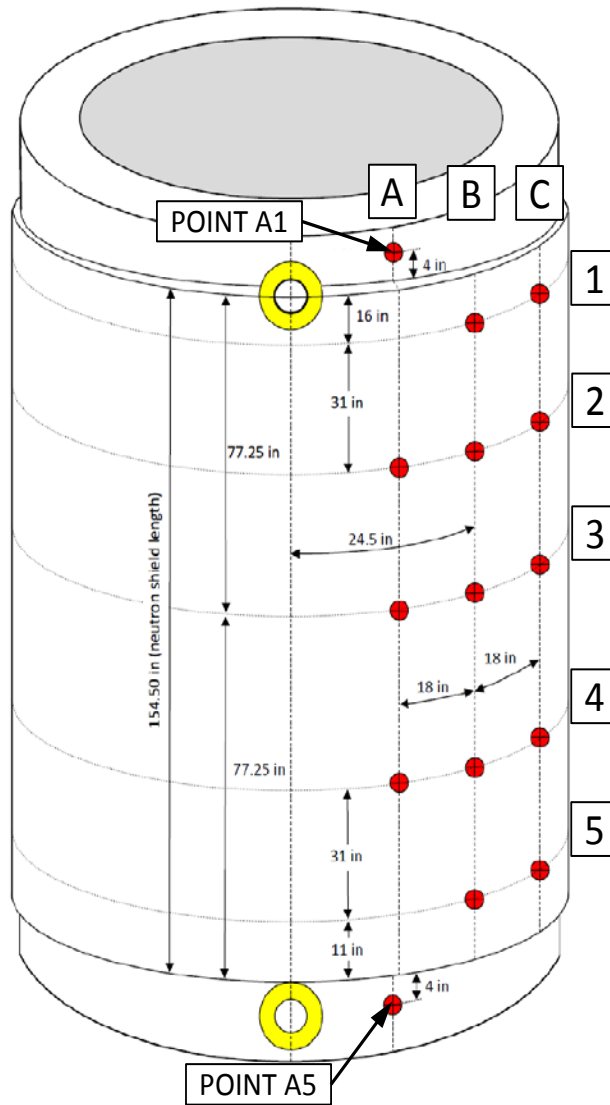 A
B
C
POINT A1
4 in
1
16 in
31 in
2
77.25 in
154.50 in (neutron shield length)
24.5 in
3
18 in
18 in
4
77.25 in
31 in
5
11 in
4 in
POINT A5